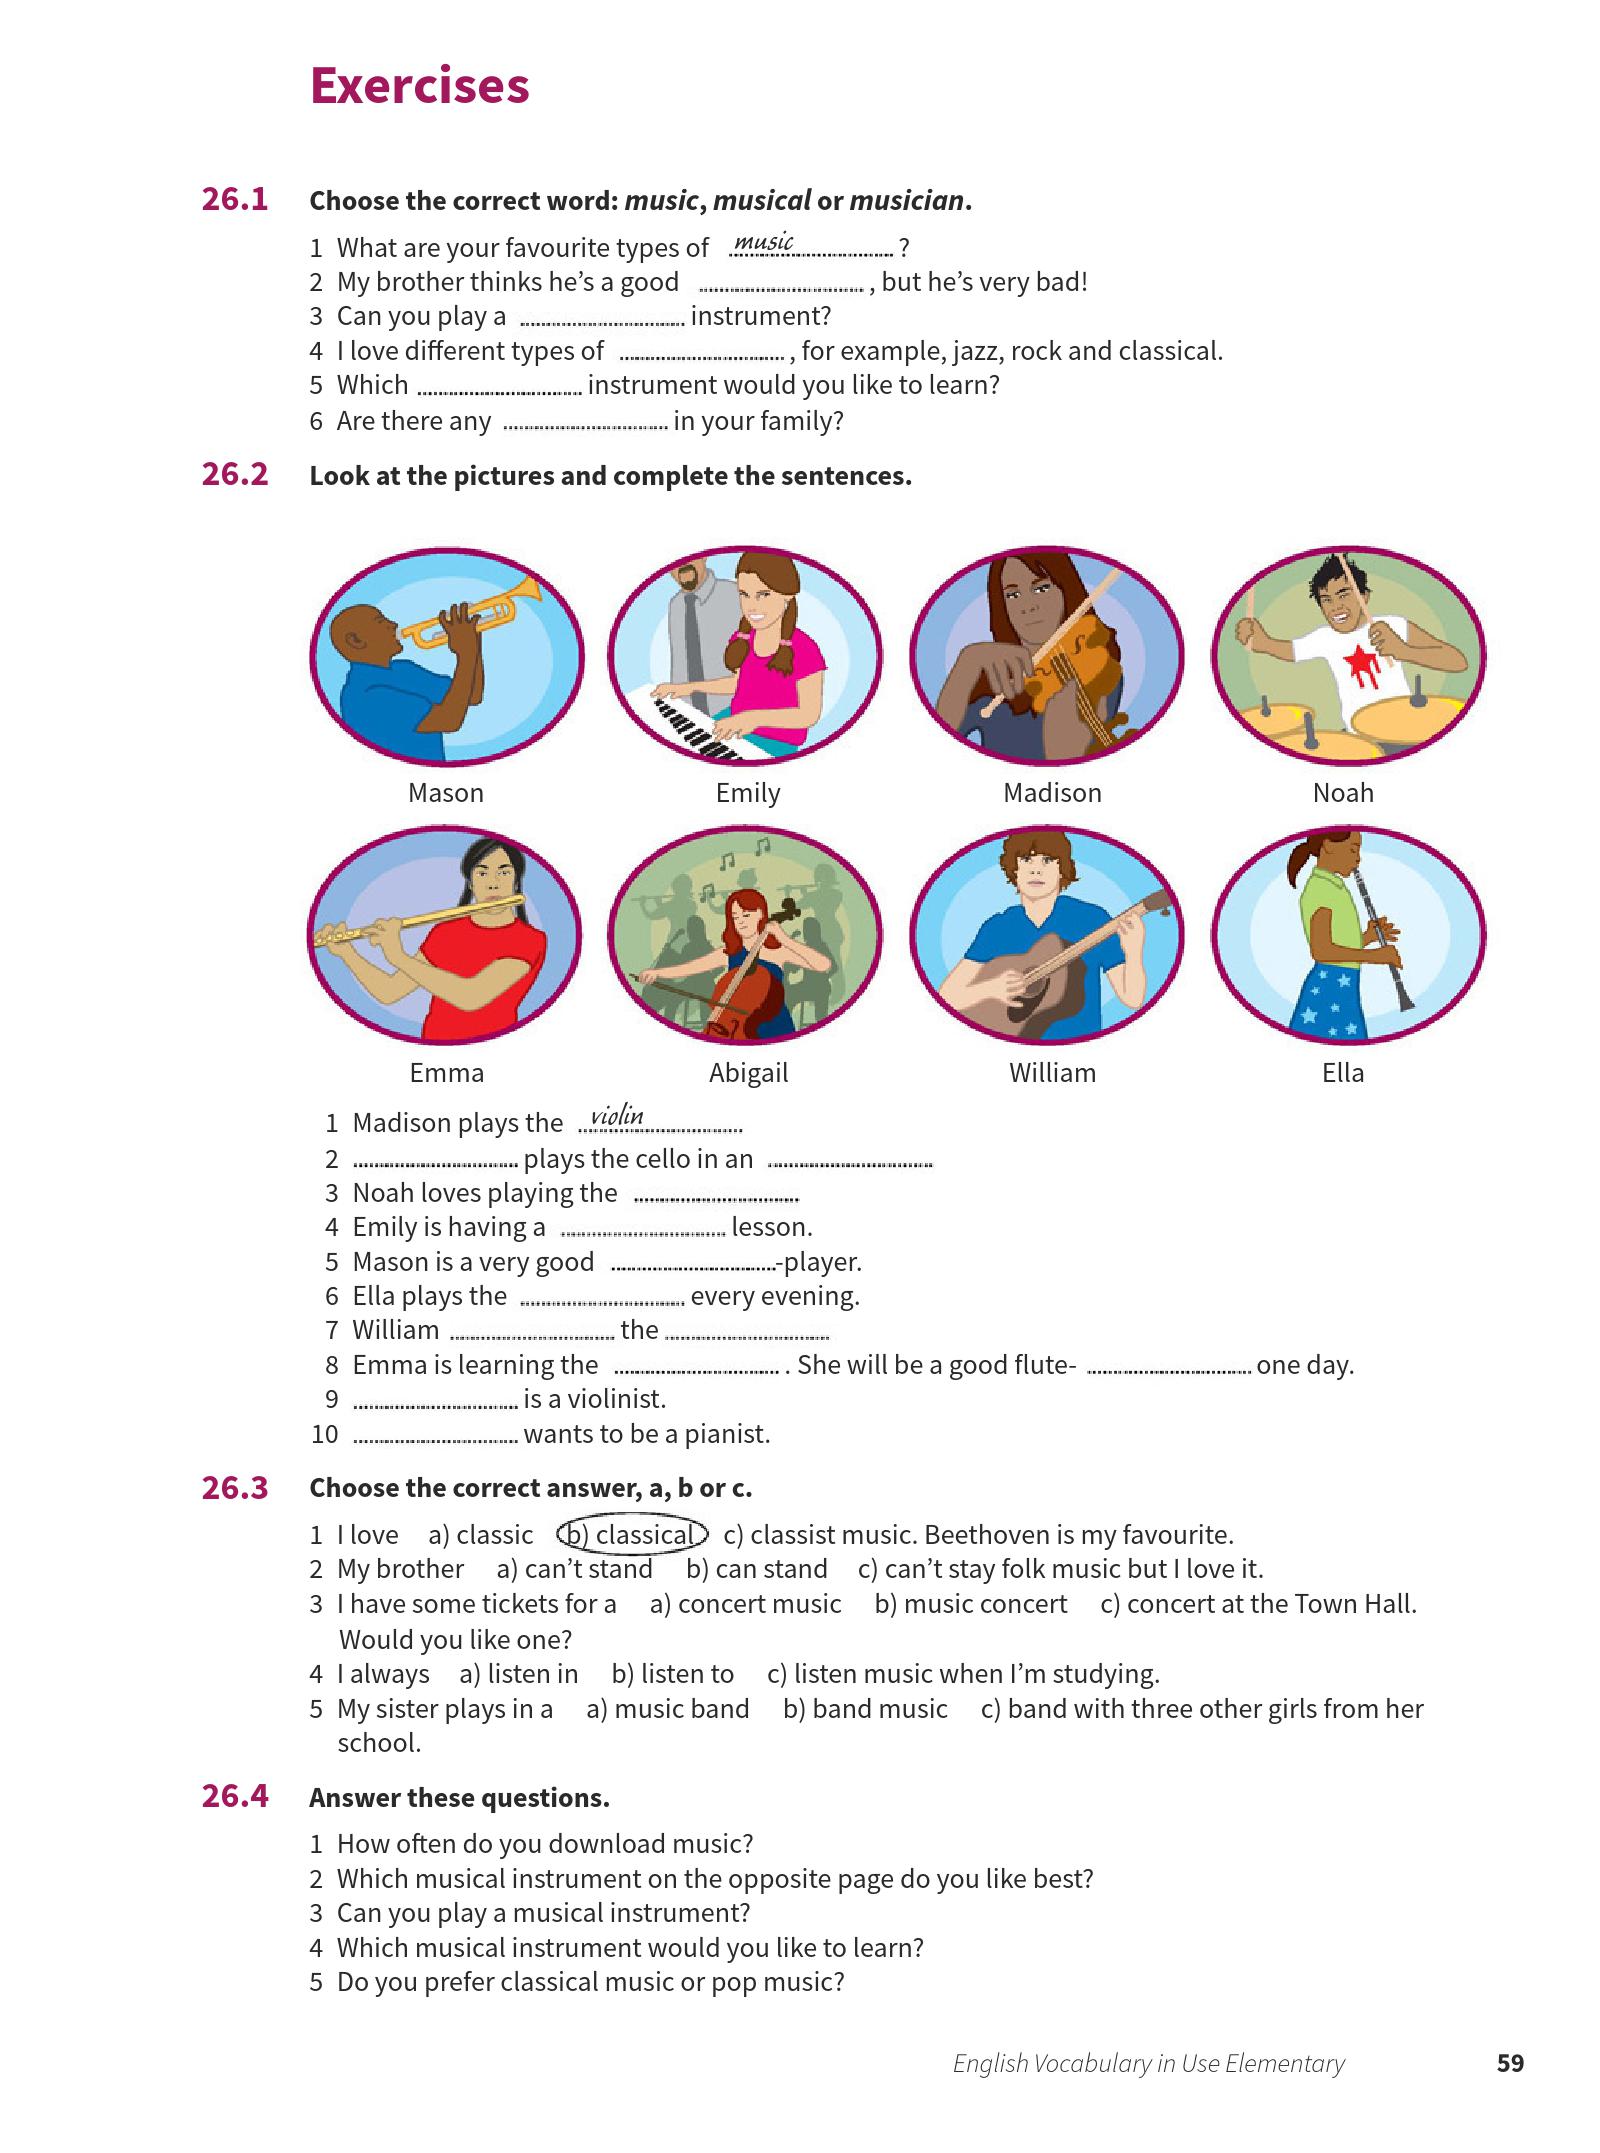 Exercises
26.1 Choose the correct word: music, musical or musician.
1 What are your favourite types of music ?
2 My brother thinks he's a good , but he's very bad!
3 Can you play a instrument?
4 I love different types of , for example, jazz, rock and classical.
5 Which instrument would you like to learn?
6 Are there any in your family?
26.2 Look at the pictures and complete the sentences.
Mason Emily Madison Noah
Emma Abigail William Ella
1 Madison plays the violin
2 plays the cello in an
3 Noah loves playing the
4 Emily is having a lesson.
5 Mason is a very good -player.
6 Ella plays the every evening.
7 William the
8 Emma is learning the . She will be a good flute- one day.
9 is a violinist.
10 wants to be a pianist.
26.3 Choose the correct answer, a, b or c.
1 I love a) classic b) classical c) classist music. Beethoven is my favourite.
2 My brother a) can't stand b) can stand c) can't stay folk music but I love it.
3 I have some tickets for a a) concert music b) music concert c) concert at the Town Hall.
Would you like one?
4 I always a) listen in b) listen to c) listen music when I'm studying.
5 My sister plays in a a) music band b) band music c) band with three other girls from her
school.
26.4 Answer these questions.
1 How often do you download music?
2 Which musical instrument on the opposite page do you like best?
3 Can you play a musical instrument?
4 Which musical instrument would you like to learn?
5 Do you prefer classical music or pop music?
English Vocabulary in Use Elementary 59